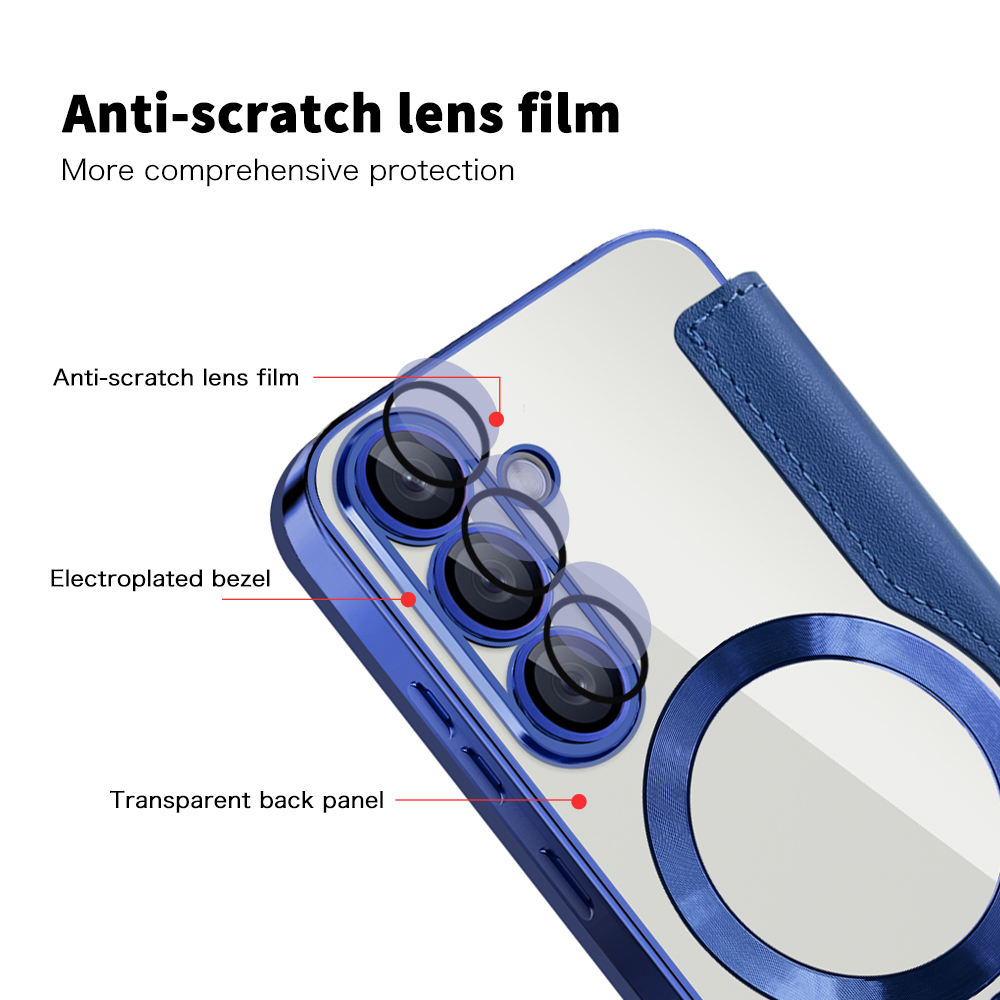 Anti-scratch lens film
More comprehensive protection
Anti-scratch lens film
Electroplated bezel
Transparent back panel